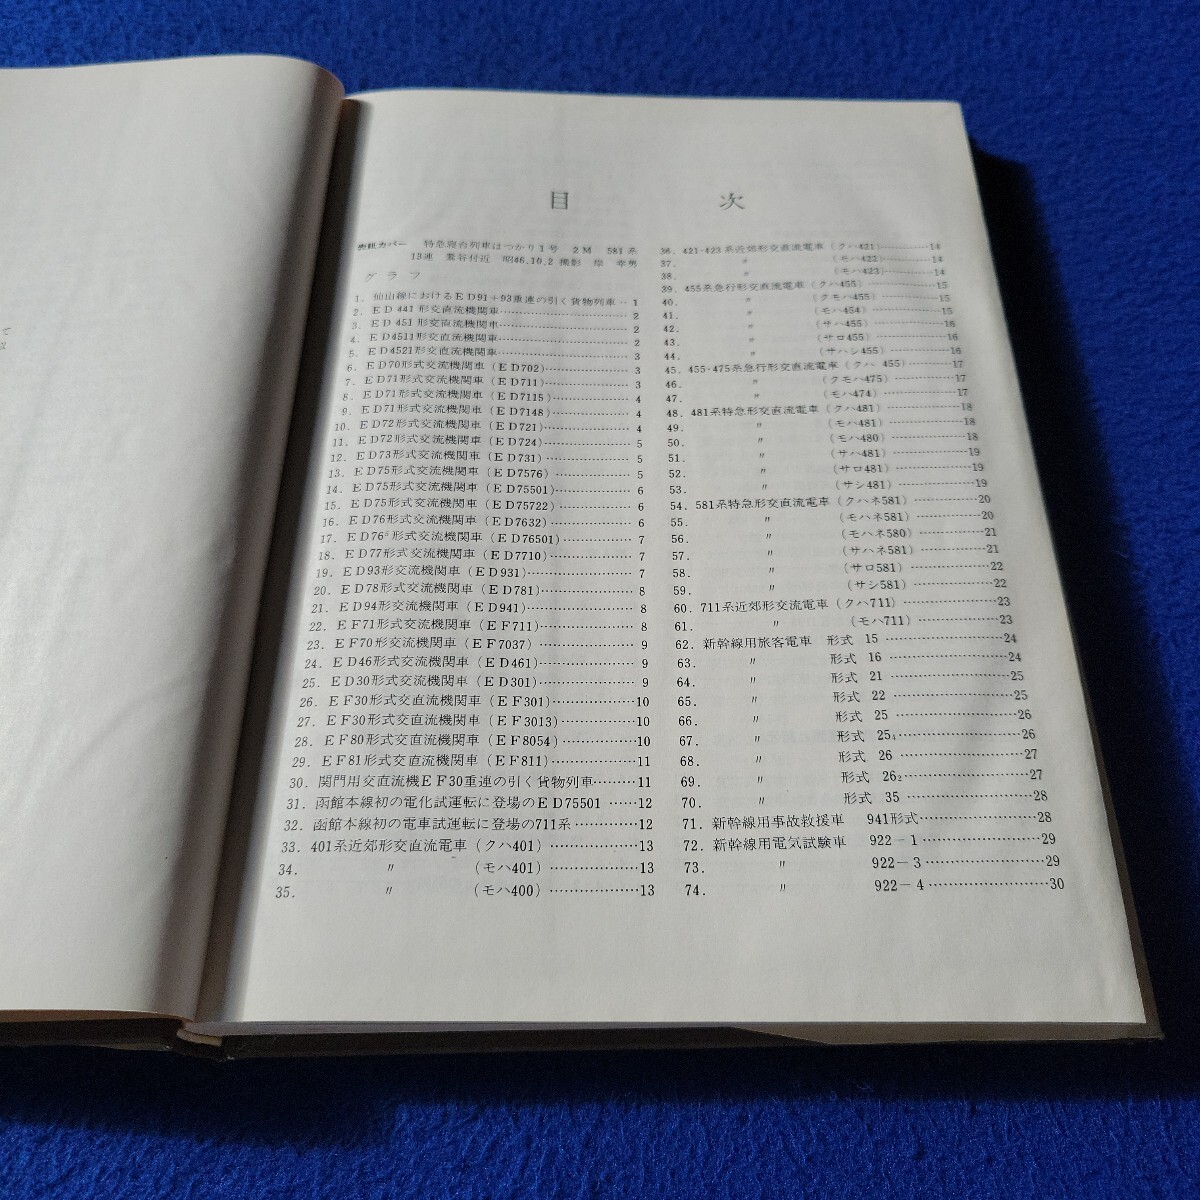 目次
表紙カバー 特急寝台列車はつかり1号 2M 581系
13連 鶯谷付近 昭46.10.2 撮影 幸男
グラフ
1. 仙山線におけるED91+93重連の引く貨物列車‥1
2. ED441形交直流機関車…2
3. ED451形交直流機関車…2
4. ED4511形交直流機関車…2
5. ED4521形交直流機関車…3
6. ED70形式交流機関車(ED702)…3
7. ED71形式交流機関車(ED711)…3
8. ED71形式交流機関車(ED7115)…4
9. ED71形式交流機関車(ED7148)…4
10. ED72形式交流機関車(ED721)…4
11. ED72形式交流機関車(ED724)…5
12. ED73形式交流機関車(ED731)…5
13. ED75形式交流機関車(ED7576)…5
14. ED75形式交流機関車(ED75501)…6
15. ED75形式交流機関車(ED75722)…6
16. ED76形式交流機関車(ED7632)…6
17. ED76形式交流機関車(ED76501)…7
18. ED77形式交流機関車(ED7710)…7
19. ED93形交流機関車(ED931)…7
20. ED78形式交流機関車(ED781)…8
21. ED94形交流機関車(ED941)…8
22. EF71形式交流機関車(EF711)…8
23. EF70形交流機関車(EF7037)…9
24. ED46形式交直流機関車(ED461)…9
25. ED30形式交直流機関車(ED301)…9
26. EF30形式交直流機関車(EF301)…10
27. EF30形交直流機関車(EF3013)…10
28. EF80形式交直流機関車(EF8054)…10
29. EF81形式交直流機関車(EF811)…11
30. 関門用交直流機EF30重連の引く貨物列車…11
31. 函館本線初の電化試運転に登場のED75501…12
32. 函館本線初の電車試運転に登場の711系…12
33. 401系近郊形交直流電車(クハ401)…13
34. 〃 (モハ401)…13
35. 〃 (モハ400)…13
36. 421・423系近郊形交直流電車(クハ421)…14
37. 〃 (モハ422)…14
38. 〃 (モハ423)…14
39. 455系急行形交直流電車(クハ455)…15
40. 〃 (クモハ455)…15
41. 〃 (モハ454)…15
42. 〃 (サハ455)…16
43. 〃 (サロ455)…16
44. 〃 (サハシ455)…16
45. 455・475系急行形交直流電車(クハ 455)…17
46. 〃 (クモハ475)…17
47. 〃 (モハ474)…17
48. 481系特急形交直流電車(クハ481)…18
49. 〃 (モハ481)…18
50. 〃 (モハ480)…18
51. 〃 (サハ481)…19
52. 〃 (サロ481)…19
53. 〃 (サシ481)…19
54. 581系特急形交直流電車(クハネ581)…20
55. 〃 (モハネ581)…20
56. 〃 (モハネ580)…21
57. 〃 (サハネ581)…21
58. 〃 (サロ581)…22
59. 〃 (サシ581)…22
60. 711系近郊形交流電車(クハ711)…23
61. 〃 (モハ711)…23
62. 新幹線用旅客電車 形式 15…24
63. 〃 形式 16…24
64. 〃 形式 21…25
65. 〃 形式 22…25
66. 〃 形式 25…26
67. 〃 形式 25₄…26
68. 〃 形式 26…27
69. 〃 形式 26₂…27
70. 〃 形式 35…28
71. 新幹線用事故救援車 941形式…28
72. 新幹線用電気試験車 922-1…29
73. 〃 922-3…29
74. 〃 922-4…30